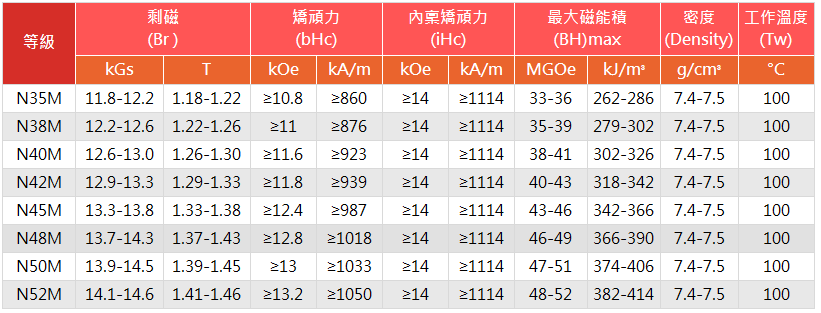 等級 剩磁 矯頑力 內稟矯頑力 最大磁能積 密度 工作溫度
(Br ) (bHc) (iHc) (BH)max (Density) (Tw)
kGs T kOe kA/m kOe kA/m MGOe kJ/m³ g/cm³ °C
N35M 11.8-12.2 1.18-1.22 ≥10.8 ≥860 ≥14 ≥1114 33-36 262-286 7.4-7.5 100
N38M 12.2-12.6 1.22-1.26 ≥11 ≥876 ≥14 ≥1114 35-39 279-302 7.4-7.5 100
N40M 12.6-13.0 1.26-1.30 ≥11.6 ≥923 ≥14 ≥1114 38-41 302-326 7.4-7.5 100
N42M 12.9-13.3 1.29-1.33 ≥11.8 ≥939 ≥14 ≥1114 40-43 318-342 7.4-7.5 100
N45M 13.3-13.8 1.33-1.38 ≥12.4 ≥987 ≥14 ≥1114 43-46 342-366 7.4-7.5 100
N48M 13.7-14.3 1.37-1.43 ≥12.8 ≥1018 ≥14 ≥1114 46-49 366-390 7.4-7.5 100
N50M 13.9-14.5 1.39-1.45 ≥13 ≥1033 ≥14 ≥1114 47-51 374-406 7.4-7.5 100
N52M 14.1-14.6 1.41-1.46 ≥13.2 ≥1050 ≥14 ≥1114 48-52 382-414 7.4-7.5 100